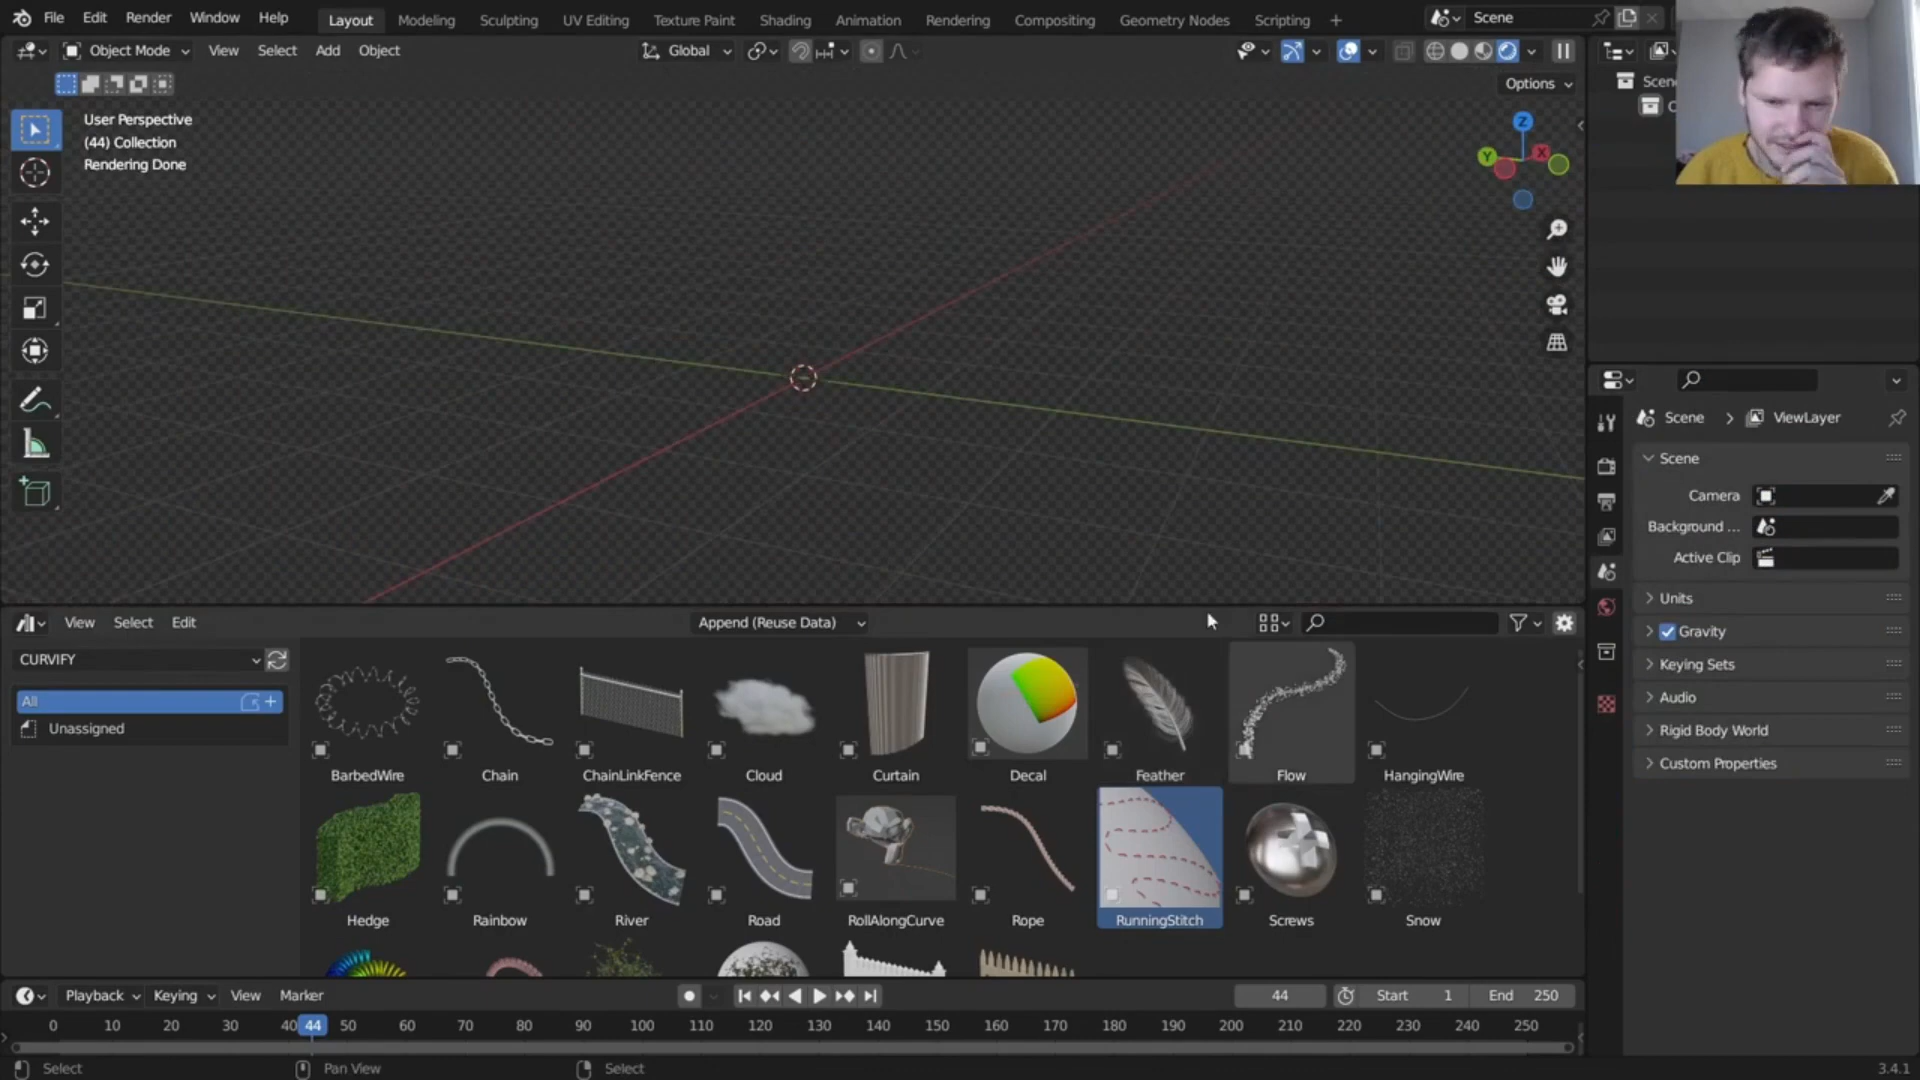 File Edit Render Window Help Layout Modeling Sculpting UV Editing Texture Paint Shading Animation Rendering Compositing Geometry Nodes Scripting + Scene
Object Mode View Select Add Object Global
Options
User Perspective
(44) Collection
Rendering Done
Z
Y
X
Scene ViewLayer
Scene
Camera
Background ...
Active Clip
Units
Gravity
Keying Sets
Audio
Rigid Body World
Custom Properties
View Select Edit Append (Reuse Data)
CURVIFY
All
Unassigned
BarbedWire Chain ChainLinkFence Cloud Curtain Decal Feather Flow HangingWire
Hedge Rainbow River Road RollAlongCurve Rope RunningStitch Screws Snow
Playback Keying View Marker 44 Start 1 End 250
0 10 20 30 40 44 50 60 70 80 90 100 110 120 130 140 150 160 170 180 190 200 210 220 230 240 250
Select Pan View Select 3.4.1